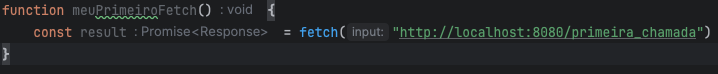 function meuPrimeiroFetch() : void {
const result : Promise<Response> = fetch( input: "http://localhost:8080/primeira_chamada")
}